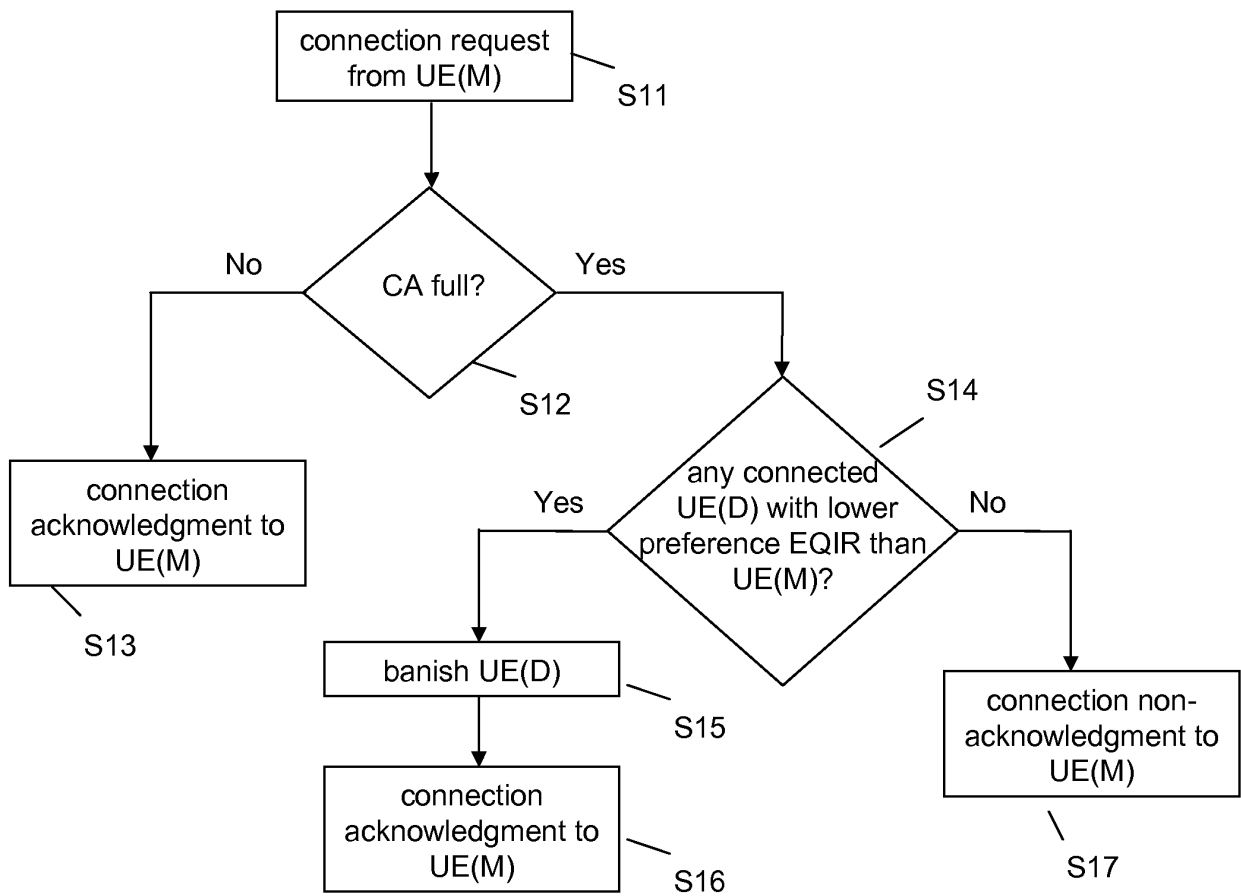 connection request
from UE(M)
S11
No
Yes
CA full?
S12
S14
connection
acknowledgment to
UE(M)
S13
any connected
UE(D) with lower
preference EQIR than
UE(M)?
Yes
No
banish UE(D)
S15
connection
acknowledgment to
UE(M)
S16
connection non-
acknowledgment to
UE(M)
S17